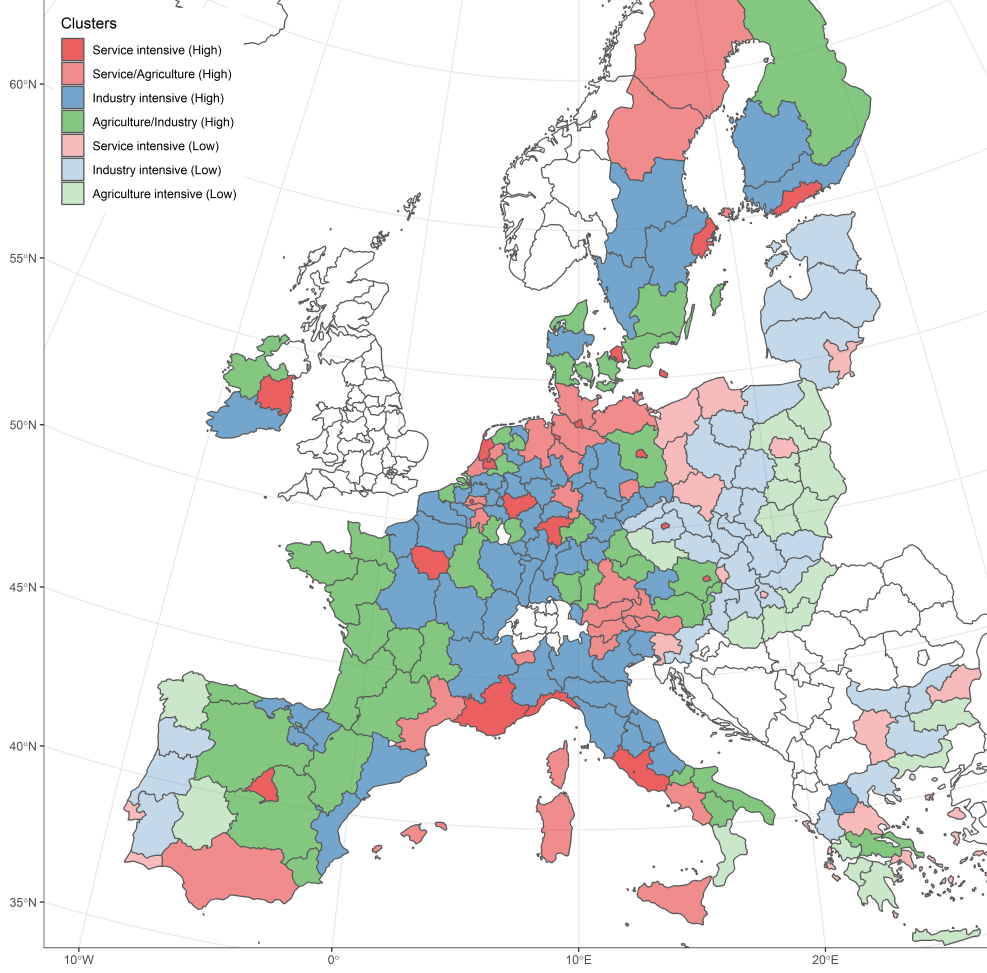 Clusters
Service intensive (High)
Service/Agriculture (High)
Industry intensive (High)
Agriculture/Industry (High)
Service intensive (Low)
Industry intensive (Low)
Agriculture intensive (Low)
60°N
55°N
50°N
45°N
40°N
35°N
10°W
0°
10°E
20°E